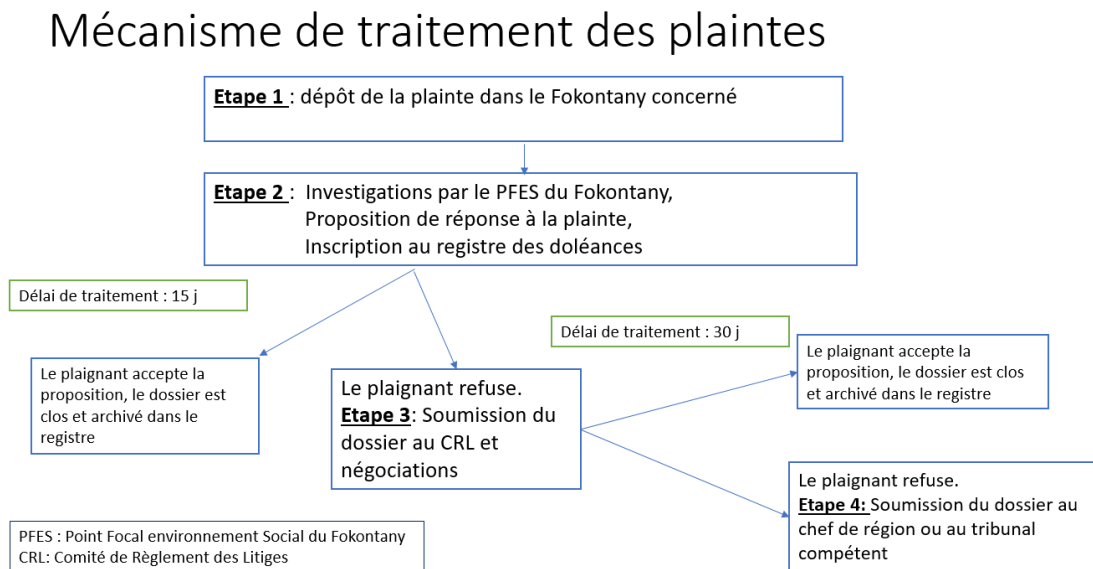 Mécanisme de traitement des plaintes
Etape 1 : dépôt de la plainte dans le Fokontany concerné
Etape 2 : Investigations par le PFES du Fokontany,
Proposition de réponse à la plainte,
Inscription au registre des doléances
Délai de traitement : 15 j
Délai de traitement : 30 j
Le plaignant accepte la
proposition, le dossier est
clos et archivé dans le
registre
Le plaignant refuse.
Etape 3: Soumission du
dossier au CRL et
négociations
Le plaignant accepte la
proposition, le dossier est clos
et archivé dans le registre
Le plaignant refuse.
Etape 4: Soumission du dossier au
chef de région ou au tribunal
compétent
PFES : Point Focal environnement Social du Fokontany
CRL: Comité de Règlement des Litiges